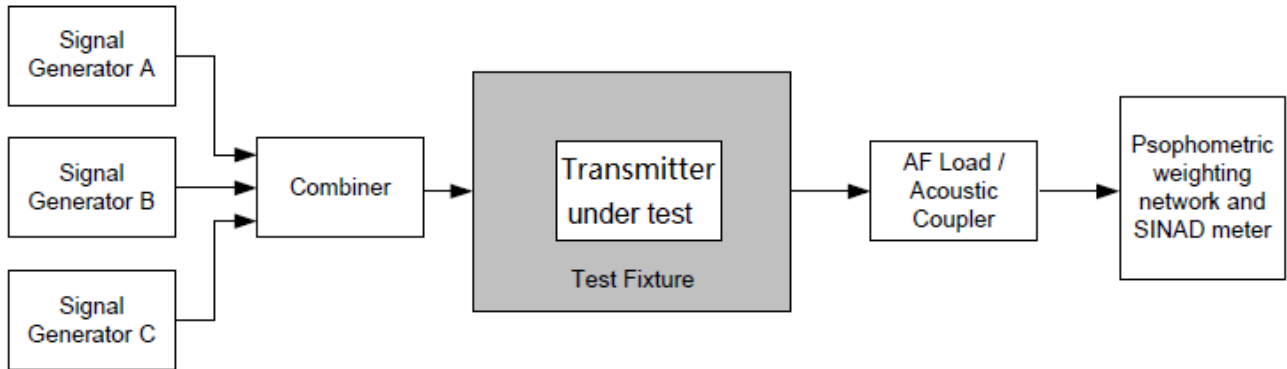 Signal
Generator A
Signal
Generator B
Signal
Generator C
Combiner
Transmitter
under test
Test Fixture
AF Load /
Acoustic
Coupler
Psophometric
weighting
network and
SINAD meter